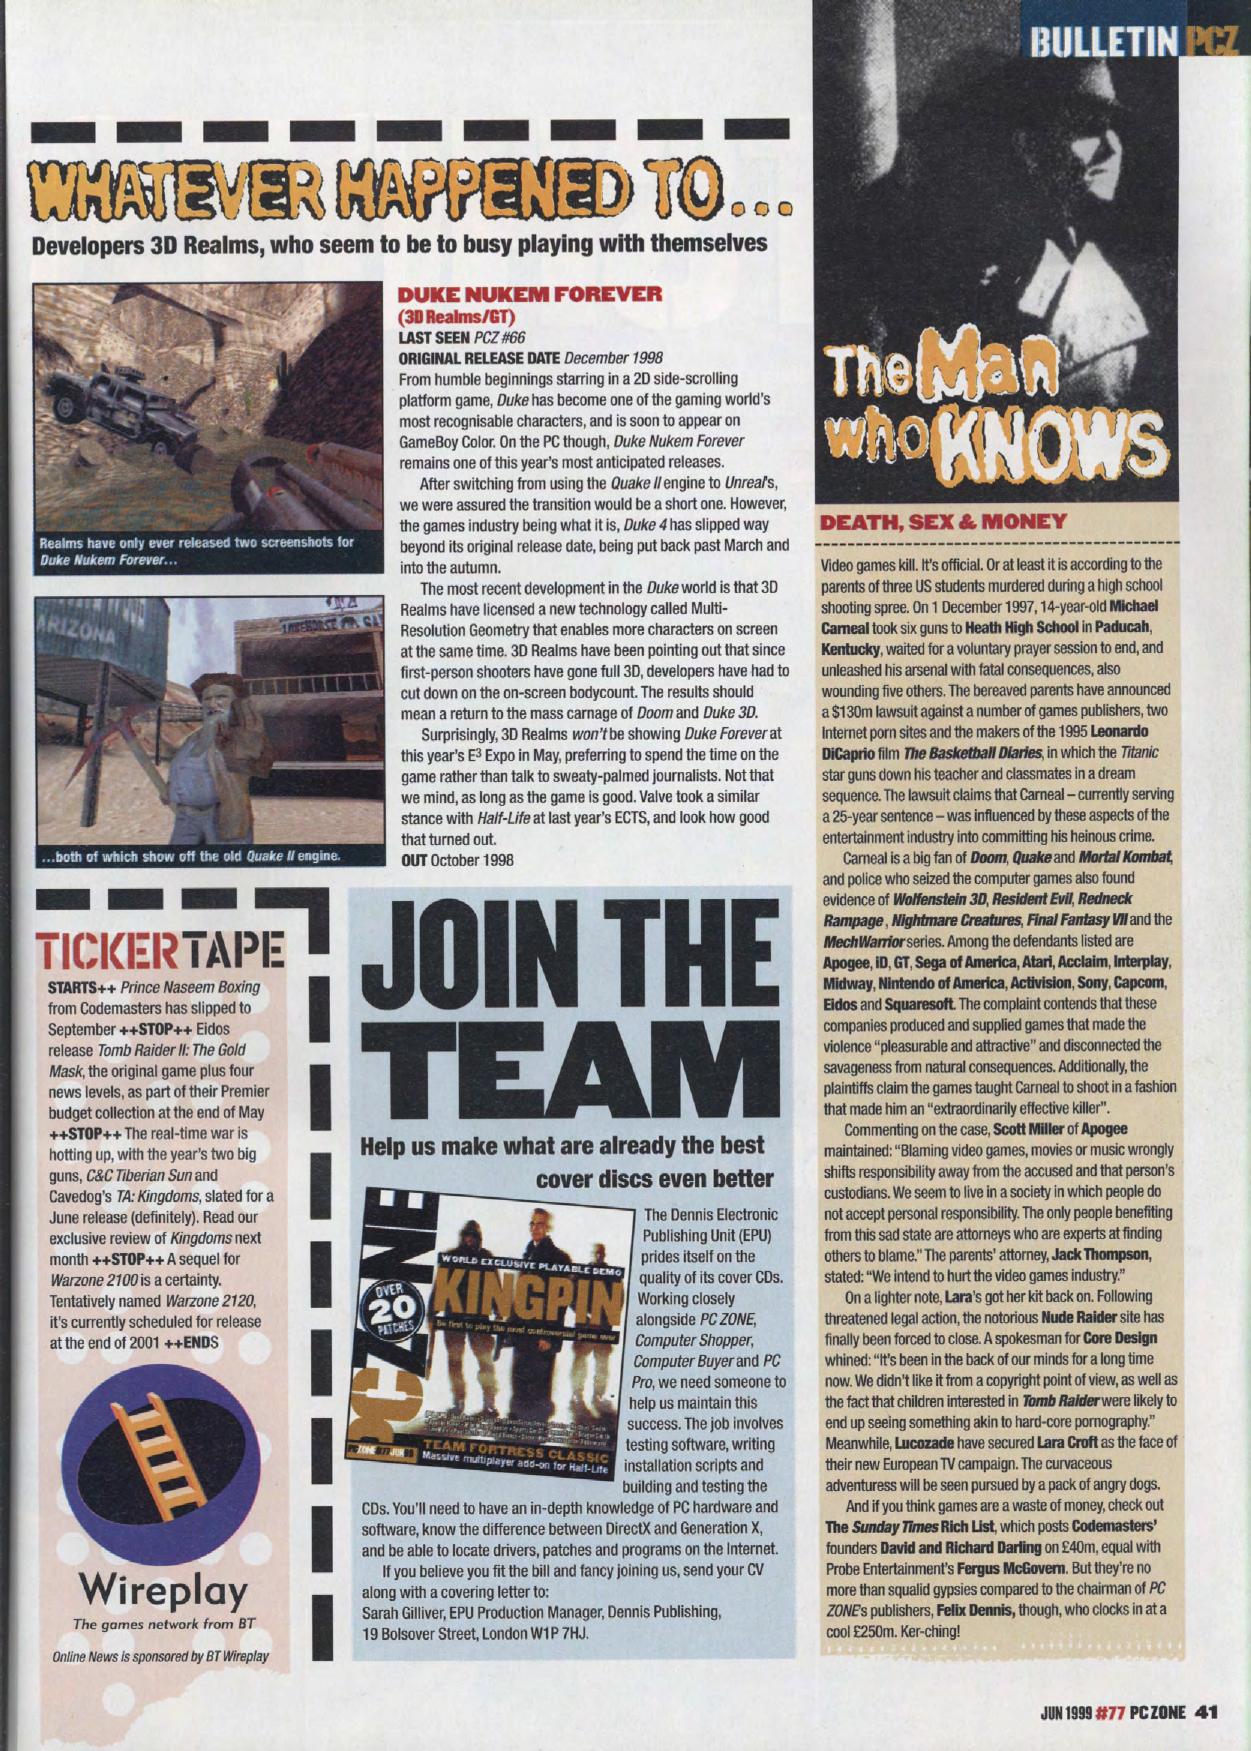 BULLETIN PCZ
WHATEVER HAPPENED TO...
Developers 3D Realms, who seem to be to busy playing with themselves
Realms have only ever released two screenshots for
Duke Nukem Forever...
ARIZONA
...both of which show off the old Quake II engine.
DUKE NUKEM FOREVER
(3D Realms/GT)
LAST SEEN PCZ #66
ORIGINAL RELEASE DATE December 1998
From humble beginnings starring in a 2D side-scrolling
platform game, Duke has become one of the gaming world's
most recognisable characters, and is soon to appear on
GameBoy Color. On the PC though, Duke Nukem Forever
remains one of this year's most anticipated releases.
After switching from using the Quake II engine to Unreal's,
we were assured the transition would be a short one. However,
the games industry being what it is, Duke 4 has slipped way
beyond its original release date, being put back past March and
into the autumn.
The most recent development in the Duke world is that 3D
Realms have licensed a new technology called Multi-
Resolution Geometry that enables more characters on screen
at the same time. 3D Realms have been pointing out that since
first-person shooters have gone full 3D, developers have had to
cut down on the on-screen bodycount. The results should
mean a return to the mass carnage of Doom and Duke 3D.
Surprisingly, 3D Realms won't be showing Duke Forever at
this year's E3 Expo in May, preferring to spend the time on the
game rather than talk to sweaty-palmed journalists. Not that
we mind, as long as the game is good. Valve took a similar
stance with Half-Life at last year's ECTS, and look how good
that turned out.
OUT October 1998
TICKERTAPE
STARTS++ Prince Naseem Boxing
from Codemasters has slipped to
September ++STOP++ Eidos
release Tomb Raider II: The Gold
Mask, the original game plus four
news levels, as part of their Premier
budget collection at the end of May
++STOP++ The real-time war is
hotting up, with the year's two big
guns, C&C Tiberian Sun and
Cavedog's TA: Kingdoms, slated for a
June release (definitely). Read our
exclusive review of Kingdoms next
month ++STOP++ A sequel for
Warzone 2100 is a certainty.
Tentatively named Warzone 2120,
it's currently scheduled for release
at the end of 2001 ++ENDS
Wireplay
The games network from BT
Online News is sponsored by BT Wireplay
JOIN THE
TEAM
Help us make what are already the best
cover discs even better
PC ZONE
WORLD EXCLUSIVE PLAYABLE DEMO
KINGPIN
Be first to play the most controversial game ever
OVER
20
PATCHES
TEAM FORTRESS CLASSIC
Massive multiplayer add-on for Half-Life
The Dennis Electronic
Publishing Unit (EPU)
prides itself on the
quality of its cover CDs.
Working closely
alongside PC ZONE,
Computer Shopper,
Computer Buyer and PC
Pro, we need someone to
help us maintain this
success. The job involves
testing software, writing
installation scripts and
building and testing the
CDs. You'll need to have an in-depth knowledge of PC hardware and
software, know the difference between DirectX and Generation X,
and be able to locate drivers, patches and programs on the Internet.
If you believe you fit the bill and fancy joining us, send your CV
along with a covering letter to:
Sarah Gilliver, EPU Production Manager, Dennis Publishing,
19 Bolsover Street, London W1P 7HJ.
The Man
who KNOWS
DEATH, SEX & MONEY
Video games kill. It's official. Or at least it is according to the
parents of three US students murdered during a high school
shooting spree. On 1 December 1997, 14-year-old Michael
Carneal took six guns to Heath High School in Paducah,
Kentucky, waited for a voluntary prayer session to end, and
unleashed his arsenal with fatal consequences, also
wounding five others. The bereaved parents have announced
a $130m lawsuit against a number of games publishers, two
Internet porn sites and the makers of the 1995 Leonardo
DiCaprio film The Basketball Diaries, in which the Titanic
star guns down his teacher and classmates in a dream
sequence. The lawsuit claims that Carneal – currently serving
a 25-year sentence – was influenced by these aspects of the
entertainment industry into committing his heinous crime.
Carneal is a big fan of Doom, Quake and Mortal Kombat,
and police who seized the computer games also found
evidence of Wolfenstein 3D, Resident Evil, Redneck
Rampage, Nightmare Creatures, Final Fantasy VII and the
MechWarrior series. Among the defendants listed are
Apogee, iD, GT, Sega of America, Atari, Acclaim, Interplay,
Midway, Nintendo of America, Activision, Sony, Capcom,
Eidos and Squaresoft. The complaint contends that these
companies produced and supplied games that made the
violence "pleasurable and attractive" and disconnected the
savageness from natural consequences. Additionally, the
plaintiffs claim the games taught Carneal to shoot in a fashion
that made him an "extraordinarily effective killer".
Commenting on the case, Scott Miller of Apogee
maintained: "Blaming video games, movies or music wrongly
shifts responsibility away from the accused and that person's
custodians. We seem to live in a society in which people do
not accept personal responsibility. The only people benefiting
from this sad state are attorneys who are experts at finding
others to blame." The parents' attorney, Jack Thompson,
stated: "We intend to hurt the video games industry."
On a lighter note, Lara's got her kit back on. Following
threatened legal action, the notorious Nude Raider site has
finally been forced to close. A spokesman for Core Design
whined: "It's been in the back of our minds for a long time
now. We didn't like it from a copyright point of view, as well as
the fact that children interested in Tomb Raider were likely to
end up seeing something akin to hard-core pornography."
Meanwhile, Lucozade have secured Lara Croft as the face of
their new European TV campaign. The curvaceous
adventuress will be seen pursued by a pack of angry dogs.
And if you think games are a waste of money, check out
The Sunday Times Rich List, which posts Codemasters'
founders David and Richard Darling on £40m, equal with
Probe Entertainment's Fergus McGovern. But they're no
more than squalid gypsies compared to the chairman of PC
ZONE's publishers, Felix Dennis, though, who clocks in at a
cool £250m. Ker-ching!
JUN 1999 #77 PC ZONE 41